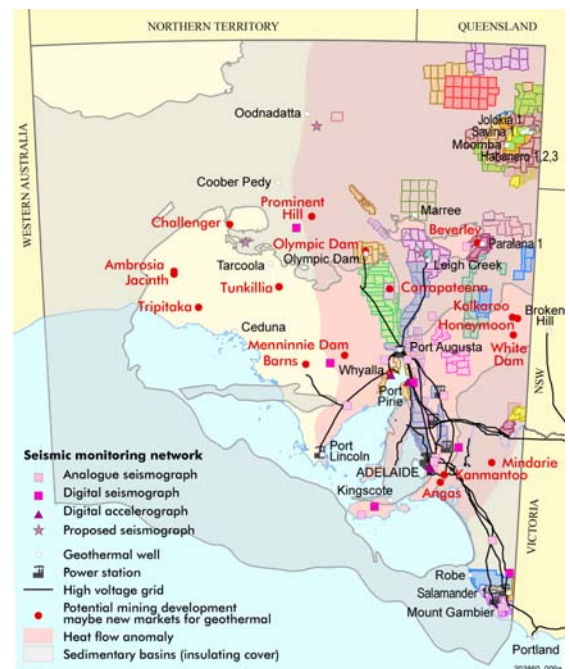 NORTHERN TERRITORY
QUEENSLAND
WESTERN AUSTRALIA
Oodnadatta
Jolokia 1
Savina 1
Moomba
Habanero 1,2,3
Coober Pedy
Prominent
Hill
Marree
Challenger
Beverley
Olympic Dam
Olympic Dam
Paralana 1
Tarcoola
Leigh Creek
Ambrosia
Jacinth
Tunkillia
Carrapateena
Kalkaroo
Broken
Hill
Tripitaka
Honeymoon
Ceduna
White
Dam
Menninnie Dam
Port Augusta
Barns
Whyalla
NSW
Port
Pirie
Seismic monitoring network
Analogue seismograph
Digital seismograph
Digital accelerograph
Proposed seismograph
Geothermal well
Power station
High voltage grid
Potential mining development
maybe new markets for geothermal
Heat flow anomaly
Sedimentary basins (insulating cover)
Port
Lincoln
ADELAIDE
Mindarie
Kanmantoo
Kingscote
Angas
VICTORIA
Robe
Salamander 1
Mount Gambier
Portland